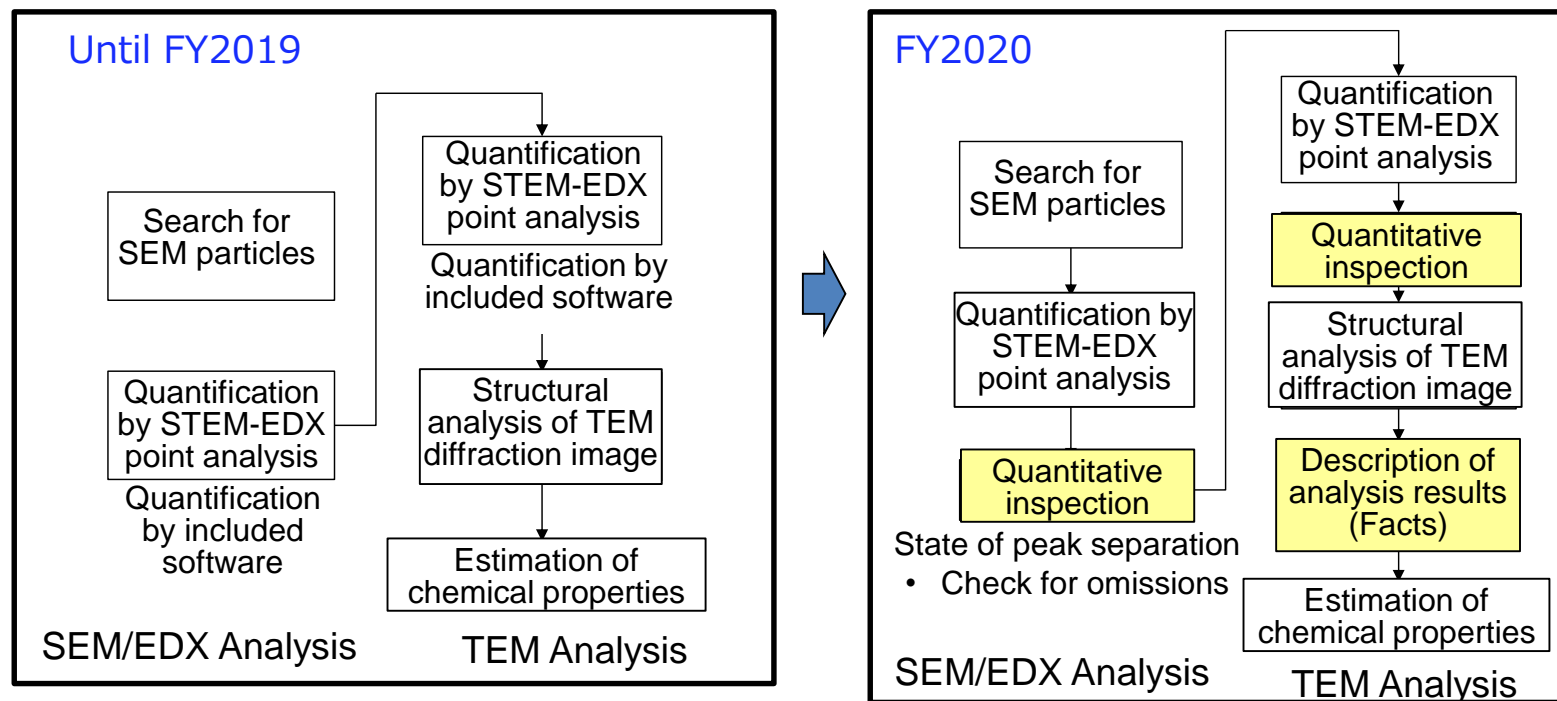 Until FY2019
Search for
SEM particles
Quantification
by STEM-EDX
point analysis
Quantification
by included
software
SEM/EDX Analysis
Quantification
by STEM-EDX
point analysis
Quantification by
included software
Structural
analysis of TEM
diffraction image
Estimation of
chemical properties
TEM Analysis
FY2020
Search for
SEM particles
Quantification by
STEM-EDX
point analysis
Quantitative
inspection
State of peak separation
• Check for omissions
SEM/EDX Analysis
Quantification
by STEM-EDX
point analysis
Quantitative
inspection
Structural
analysis of TEM
diffraction image
Description of
analysis results
(Facts)
Estimation of
chemical properties
TEM Analysis